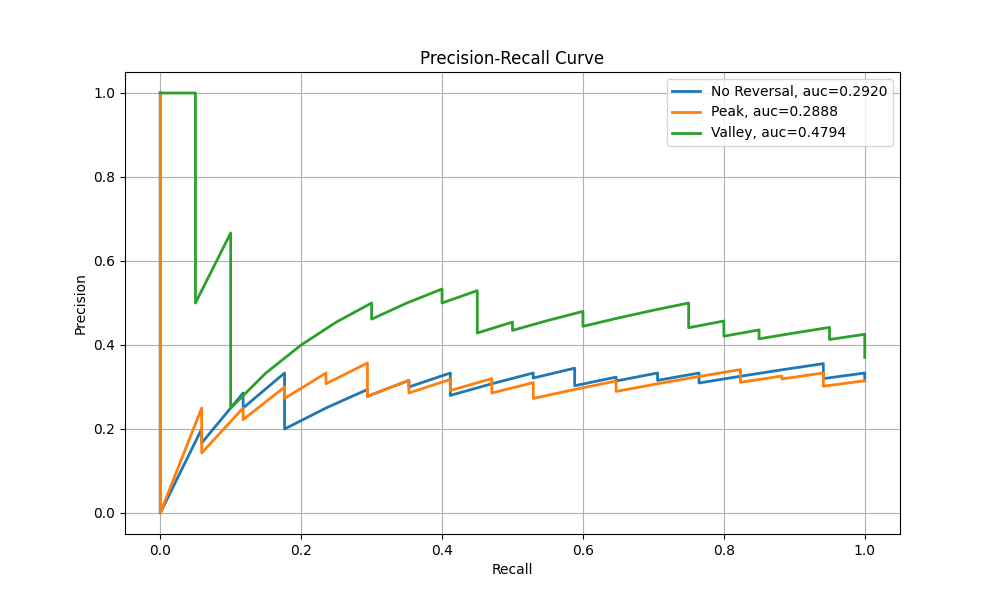 Precision-Recall Curve
No Reversal, auc=0.2920
Peak, auc=0.2888
Valley, auc=0.4794
Precision
1.0
0.8
0.6
0.4
0.2
0.0
0.0 0.2 0.4 0.6 0.8 1.0
Recall